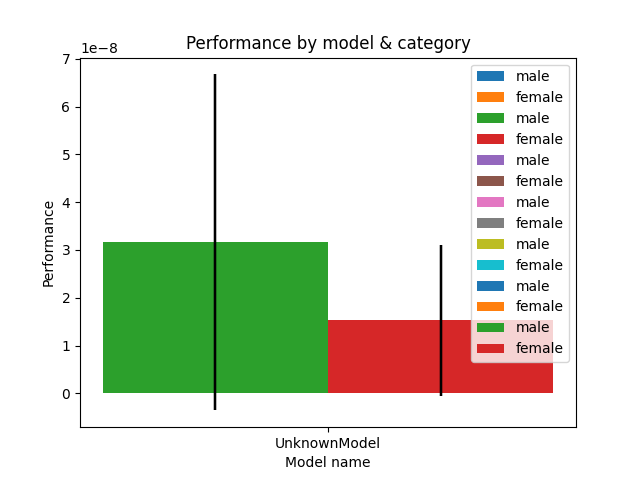 Performance by model & category
1e−8
7
6
5
4
3
2
1
0
Performance
male
female
male
female
male
female
male
female
male
female
male
female
male
female
UnknownModel
Model name